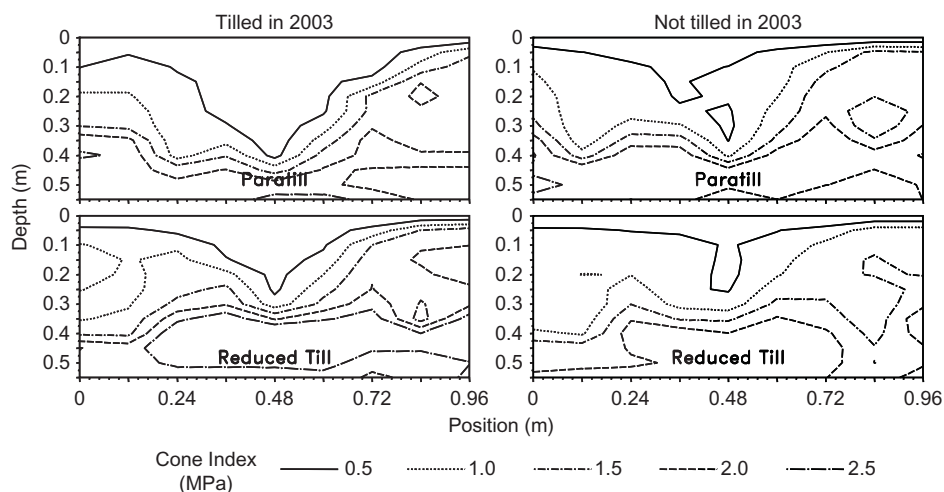 Tilled in 2003
Not tilled in 2003
0
0.1
0.2
0.3
0.4
0.5
Paratill
0
0.1
0.2
0.3
0.4
0.5
Paratill
Depth (m)
0
0.1
0.2
0.3
0.4
0.5
Reduced Till
0
0.1
0.2
0.3
0.4
0.5
Reduced Till
0 0.24 0.48 0.72 0.96
0 0.24 0.48 0.72 0.96
Position (m)
Cone Index
(MPa)
0.5 1.0 1.5 2.0 2.5